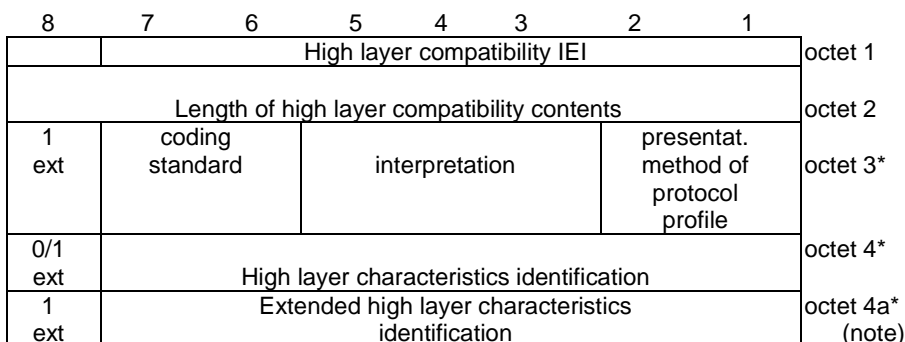 8 7 6 5 4 3 2 1
High layer compatibility IEI octet 1
Length of high layer compatibility contents octet 2
1 coding presentat.
ext standard interpretation method of octet 3*
protocol
profile
0/1 octet 4*
ext High layer characteristics identification
1 Extended high layer characteristics octet 4a*
ext identification (note)